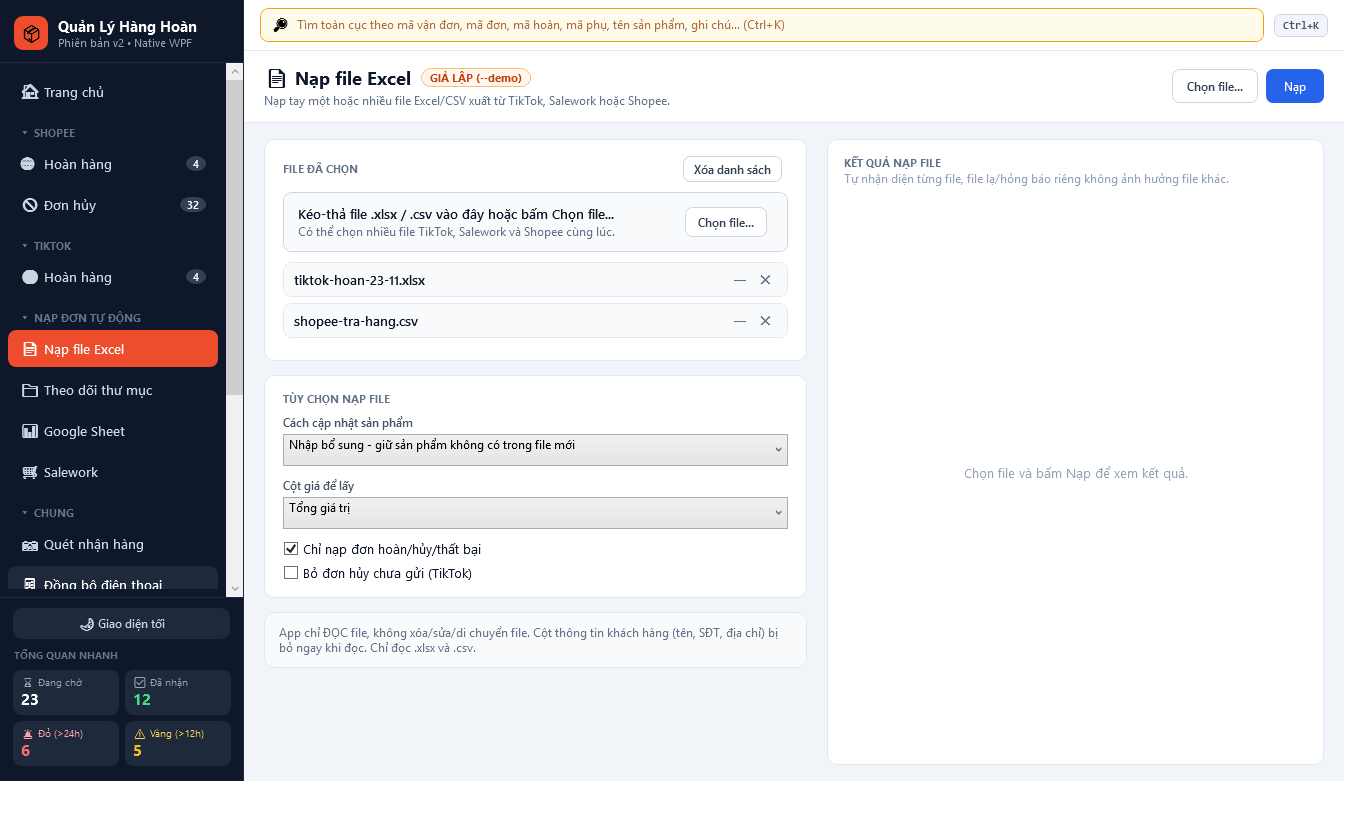 Quản Lý Hàng Hoàn
Phiên bản v2 • Native WPF
Trang chủ
SHOPEE
Hoàn hàng 4
Đơn hủy 32
TIKTOK
Hoàn hàng 4
NẠP ĐƠN TỰ ĐỘNG
Nạp file Excel
Theo dõi thư mục
Google Sheet
Salework
CHUNG
Quét nhận hàng
Đồng bộ điện thoại
Giao diện tối
TỔNG QUAN NHANH
Đang chờ
23
Đã nhận
12
Đỏ (>24h)
6
Vàng (>12h)
5
Tìm toàn cục theo mã vận đơn, mã đơn, mã hoàn, mã phụ, tên sản phẩm, ghi chú... (Ctrl+K)
Ctrl+K
Nạp file Excel
GIẢ LẬP (--demo)
Nạp tay một hoặc nhiều file Excel/CSV xuất từ TikTok, Salework hoặc Shopee.
Chọn file...
Nạp
FILE ĐÃ CHỌN
Xóa danh sách
Kéo-thả file .xlsx / .csv vào đây hoặc bấm Chọn file...
Có thể chọn nhiều file TikTok, Salework và Shopee cùng lúc.
Chọn file...
tiktok-hoan-23-11.xlsx —
shopee-tra-hang.csv —
TÙY CHỌN NẠP FILE
Cách cập nhật sản phẩm
Nhập bổ sung - giữ sản phẩm không có trong file mới
Cột giá để lấy
Tổng giá trị
Chỉ nạp đơn hoàn/hủy/thất bại
Bỏ đơn hủy chưa gửi (TikTok)
App chỉ ĐỌC file, không xóa/sửa/di chuyển file. Cột thông tin khách hàng (tên, SĐT, địa chỉ) bị
bỏ ngay khi đọc. Chỉ đọc .xlsx và .csv.
KẾT QUẢ NẠP FILE
Tự nhận diện từng file, file lạ/hỏng báo riêng không ảnh hưởng file khác.
Chọn file và bấm Nạp để xem kết quả.